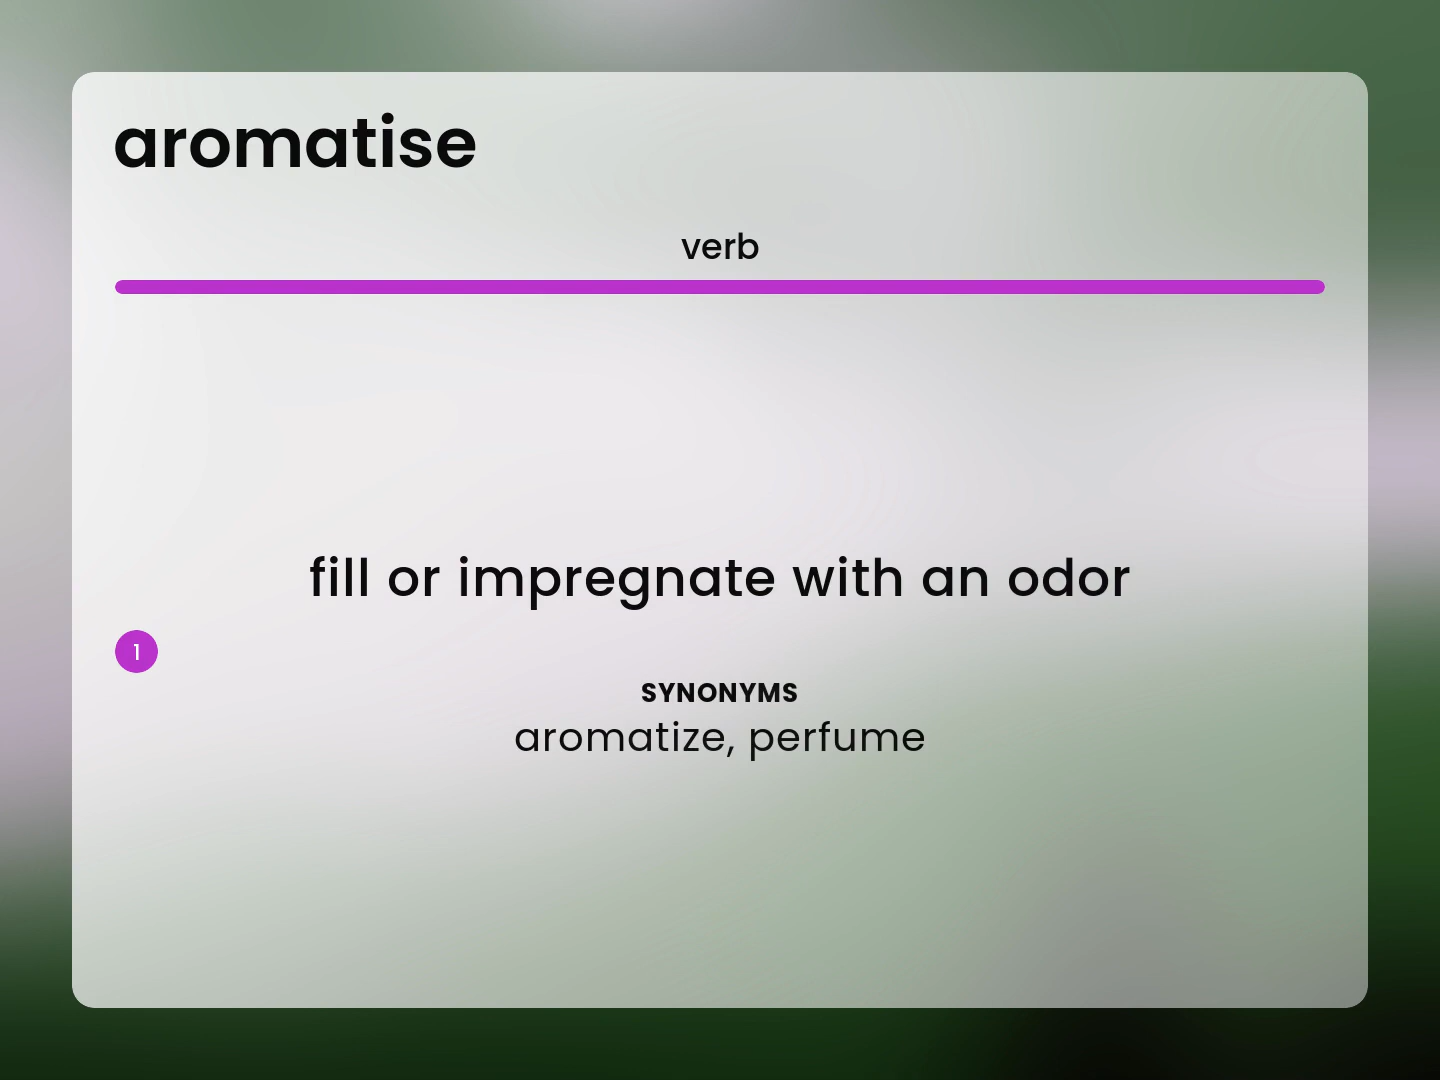 aromatise
verb
fill or impregnate with an odor
1
SYNONYMS
aromatize, perfume